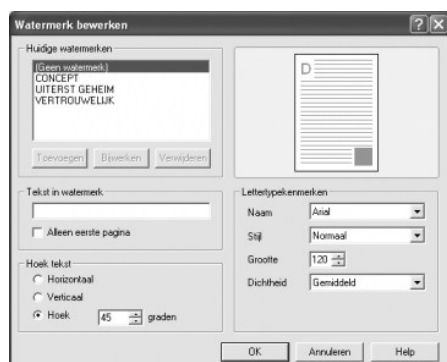 Watermerk bewerken
Huidige watermerken
(Geen watermerk)
CONCEPT
UITERST GEHEIM
VERTROUWELIJK
Toevoegen Bijwerken Verwijderen
D
Tekst in watermerk
Alleen eerste pagina
Hoek tekst
Horizontaal
Verticaal
Hoek 45 graden
Lettertypekenmerken
Naam Arial
Stijl Normaal
Grootte 120
Dichtheid Gemiddeld
OK Annuleren Help